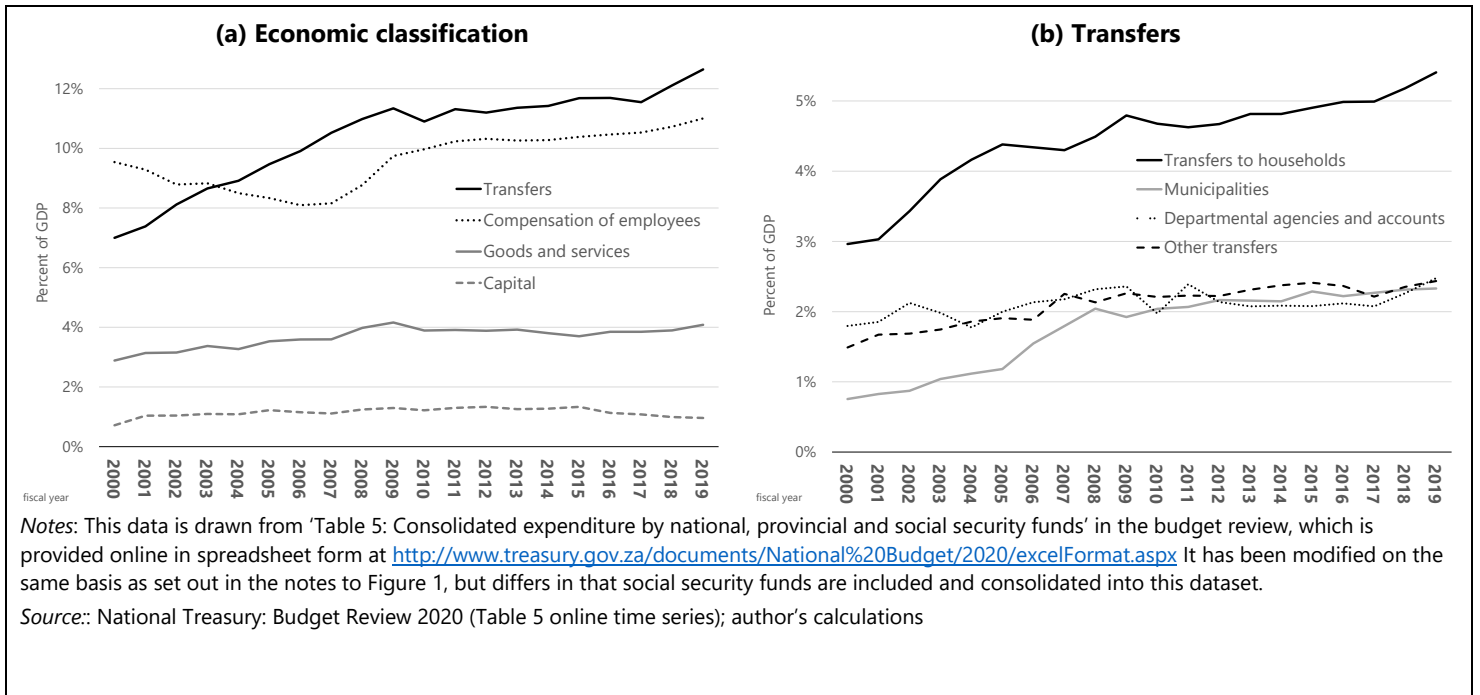 (a) Economic classification
12%
10%
8%
6%
4%
2%
0%
Percent of GDP
Transfers
Compensation of employees
Goods and services
Capital
2000
2001
2002
2003
2004
2005
2006
2007
2008
2009
2010
2011
2012
2013
2014
2015
2016
2017
2018
2019
fiscal year
(b) Transfers
5%
4%
3%
2%
1%
0%
Percent of GDP
Transfers to households
Municipalities
Departmental agencies and accounts
Other transfers
2000
2001
2002
2003
2004
2005
2006
2007
2008
2009
2010
2011
2012
2013
2014
2015
2016
2017
2018
2019
fiscal year
Notes: This data is drawn from ‘Table 5: Consolidated expenditure by national, provincial and social security funds’ in the budget review, which is
provided online in spreadsheet form at http://www.treasury.gov.za/documents/National%20Budget/2020/excelFormat.aspx It has been modified on the
same basis as set out in the notes to Figure 1, but differs in that social security funds are included and consolidated into this dataset.
Source:: National Treasury: Budget Review 2020 (Table 5 online time series); author’s calculations